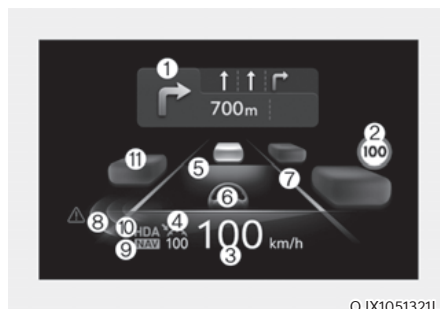 ①
700m
②
100
⑪
⑤
⑦
⑥
⑧
⑩ HDA ④
⑨ NAV 100 100 km/h
③
OJX1051321L